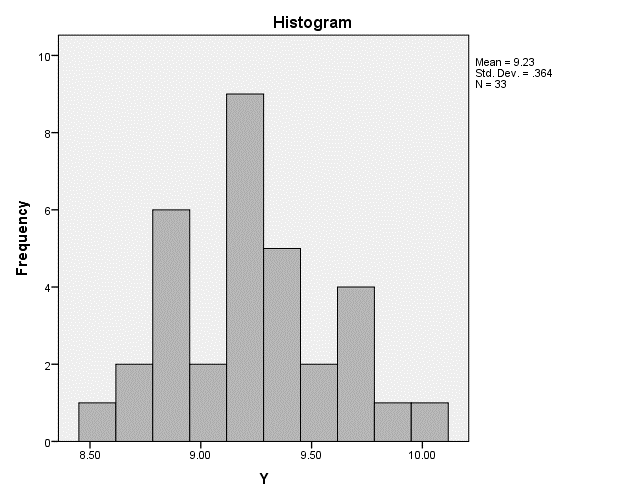 Histogram
Mean = 9.23
Std. Dev. = .364
N = 33
Frequency
10
8
6
4
2
0
8.50 9.00 9.50 10.00
Y